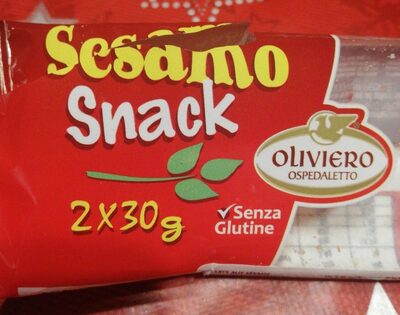 Sesamo
Snack
OLIVIERO
OSPEDALETTO
2X30g
Senza
Glutine